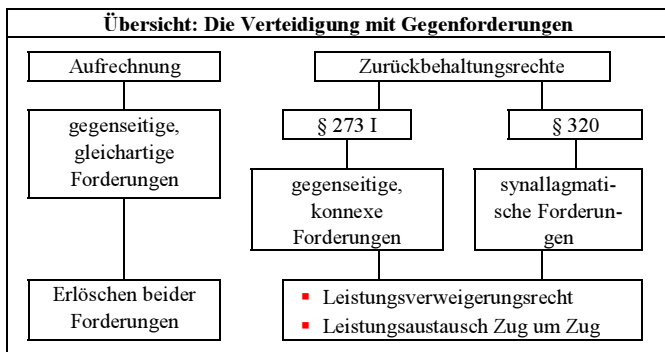 Übersicht: Die Verteidigung mit Gegenforderungen
Aufrechnung
gegenseitige,
gleichartige
Forderungen
Erlöschen beider
Forderungen
Zurückbehaltungsrechte
§ 273 I
gegenseitige,
konnexe
Forderungen
§ 320
synallagmati-
sche Forderun-
gen
▪ Leistungsverweigerungsrecht
▪ Leistungsaustausch Zug um Zug